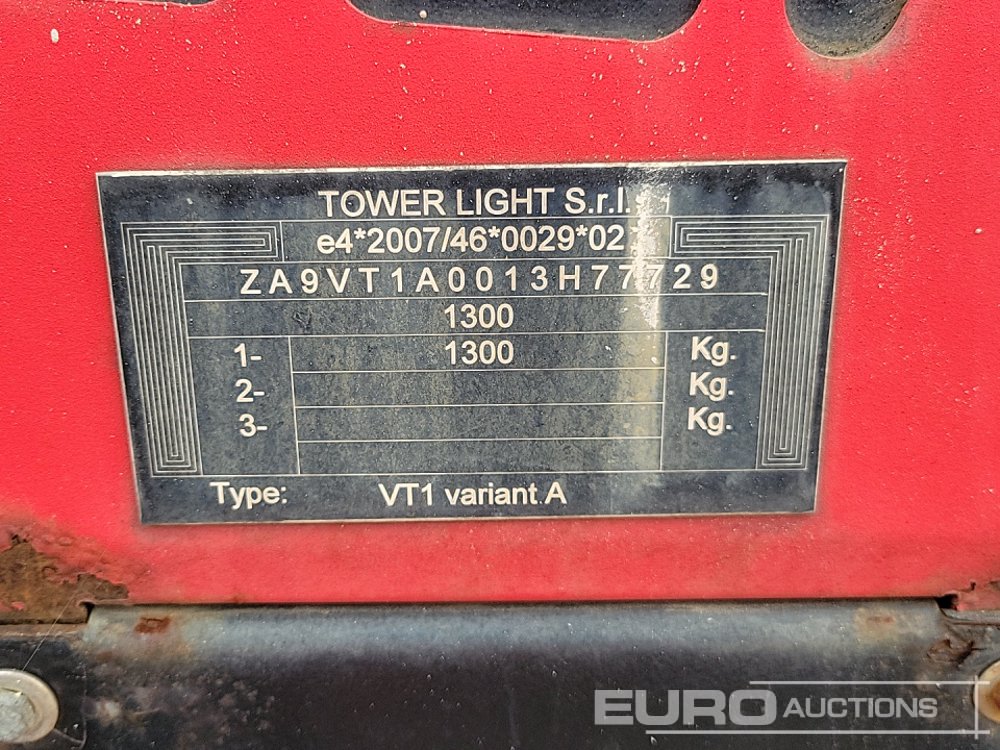 TOWER LIGHT S.r.l.
e4*2007/46*0029*02
ZA9VT1A0013H77729
1300
1- 1300 Kg.
2- Kg.
3- Kg.
Type: VT1 variant A
EURO AUCTIONS